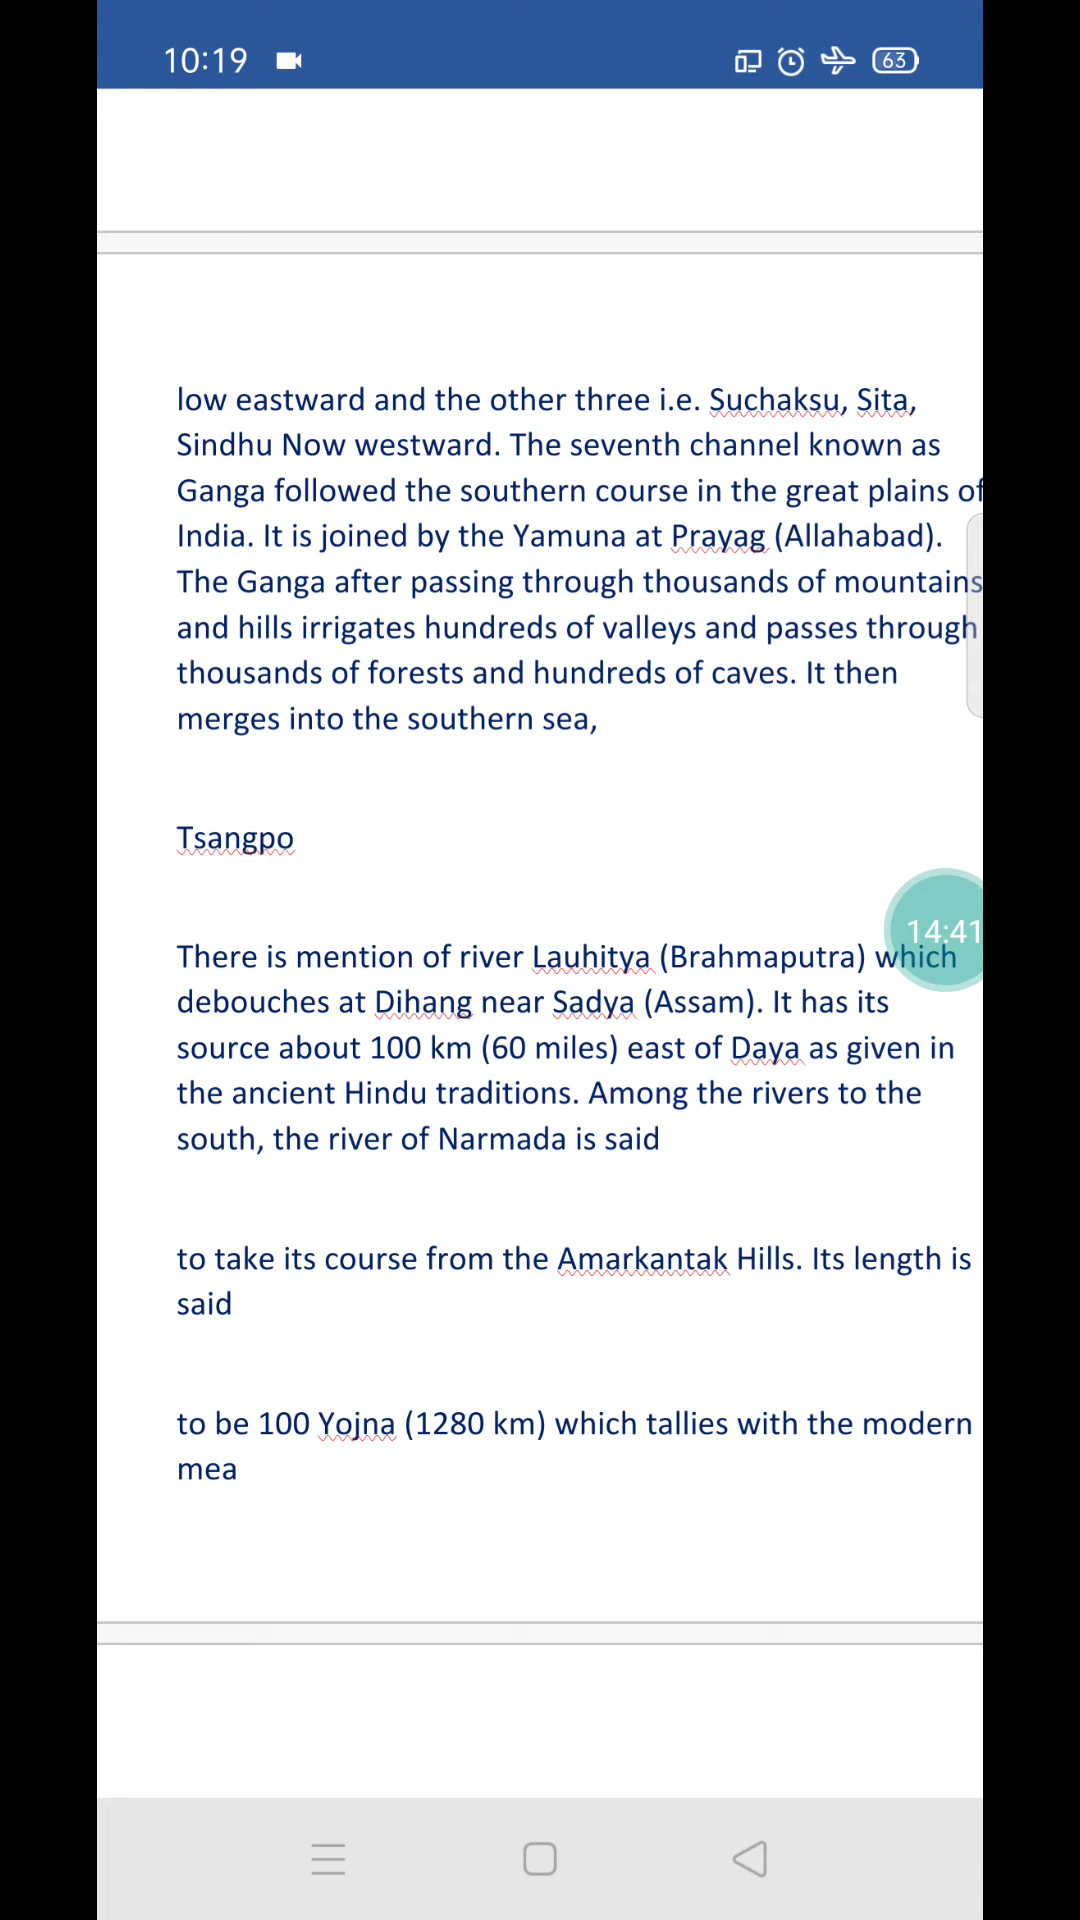 10:19
63
low eastward and the other three i.e. Suchaksu, Sita,
Sindhu Now westward. The seventh channel known as
Ganga followed the southern course in the great plains of
India. It is joined by the Yamuna at Prayag (Allahabad).
The Ganga after passing through thousands of mountains
and hills irrigates hundreds of valleys and passes through
thousands of forests and hundreds of caves. It then
merges into the southern sea,
Tsangpo
14:41
There is mention of river Lauhitya (Brahmaputra) which
debouches at Dihang near Sadya (Assam). It has its
source about 100 km (60 miles) east of Daya as given in
the ancient Hindu traditions. Among the rivers to the
south, the river of Narmada is said
to take its course from the Amarkantak Hills. Its length is
said
to be 100 Yojna (1280 km) which tallies with the modern
mea